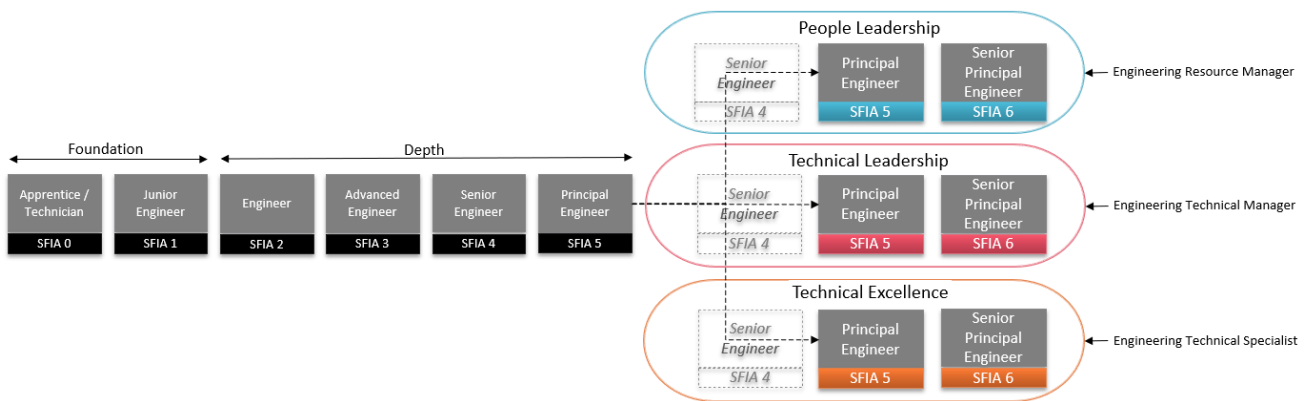 People Leadership
Senior
Engineer
SFIA 4
Principal
Engineer
SFIA 5
Senior
Principal
Engineer
SFIA 6
Engineering Resource Manager
Foundation
Depth
Apprentice /
Technician
SFIA 0
Junior
Engineer
SFIA 1
Engineer
SFIA 2
Advanced
Engineer
SFIA 3
Senior
Engineer
SFIA 4
Principal
Engineer
SFIA 5
Technical Leadership
Senior
Engineer
SFIA 4
Principal
Engineer
SFIA 5
Senior
Principal
Engineer
SFIA 6
Engineering Technical Manager
Technical Excellence
Senior
Engineer
SFIA 4
Principal
Engineer
SFIA 5
Senior
Principal
Engineer
SFIA 6
Engineering Technical Specialist